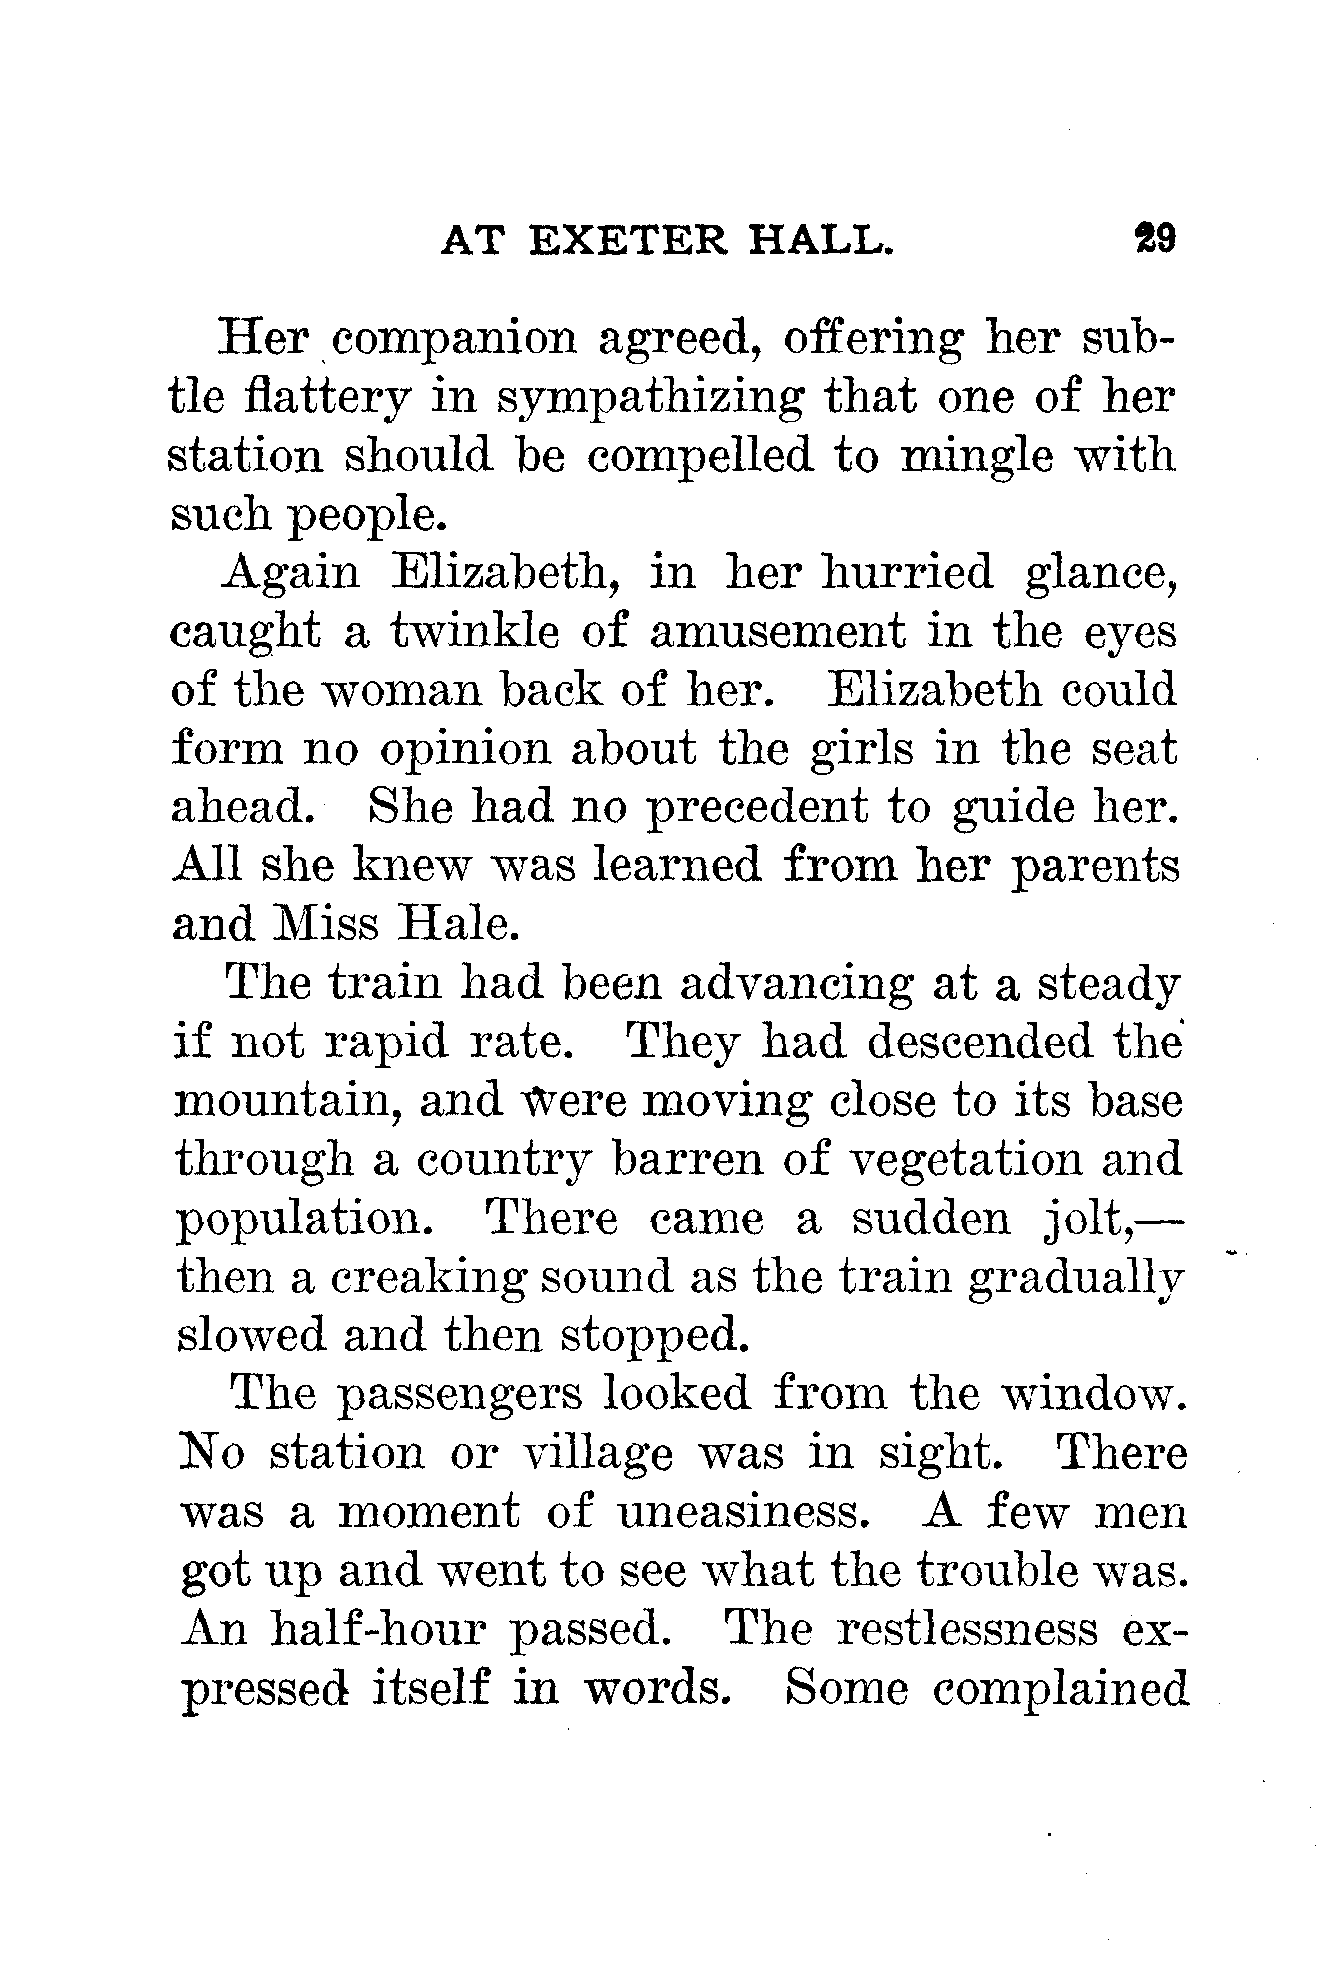 AT EXETER HALL. 29
Her companion agreed, offering her sub-
tle flattery in sympathizing that one of her
station should be compelled to mingle with
such people.
Again Elizabeth, in her hurried glance,
caught a twinkle of amusement in the eyes
of the woman back of her. Elizabeth could
form no opinion about the girls in the seat
ahead. She had no precedent to guide her.
All she knew was learned from her parents
and Miss Hale.
The train had been advancing at a steady
if not rapid rate. They had descended the
mountain, and were moving close to its base
through a country barren of vegetation and
population. There came a sudden jolt,—
then a creaking sound as the train gradually
slowed and then stopped.
The passengers looked from the window.
No station or village was in sight. There
was a moment of uneasiness. A few men
got up and went to see what the trouble was.
An half-hour passed. The restlessness ex-
pressed itself in words. Some complained